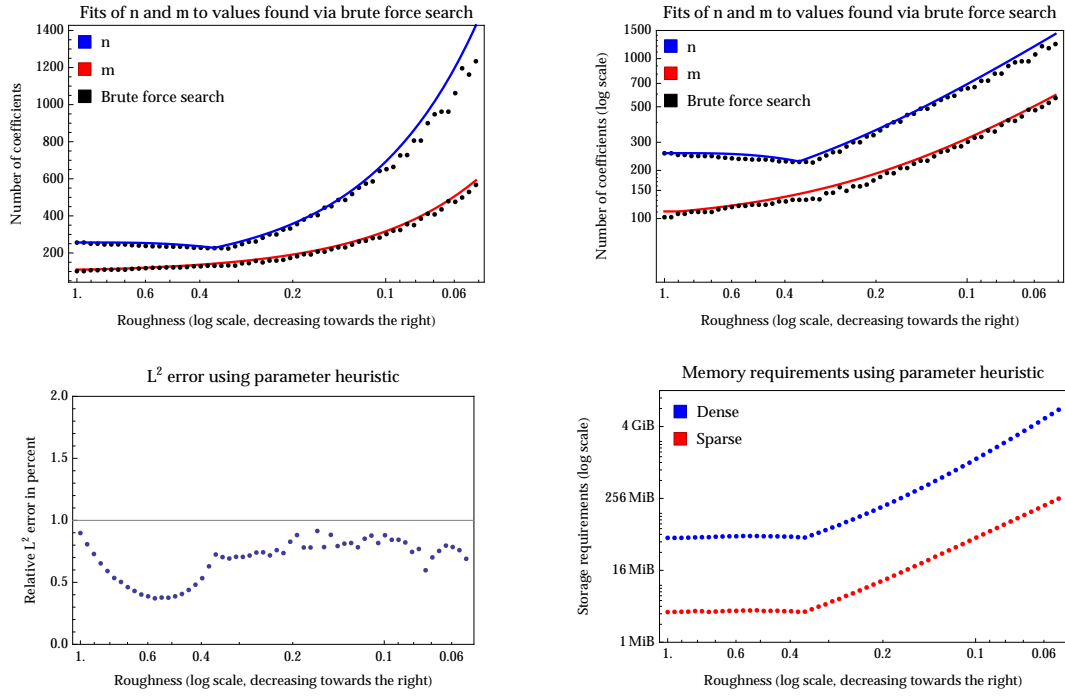 Fits of n and m to values found via brute force search
1400
1200
1000
800
600
400
200
n
m
Brute force search
Number of coefficients
1.
0.6
0.4
0.2
0.1
0.06
Roughness (log scale, decreasing towards the right)
Fits of n and m to values found via brute force search
1500
1000
700
500
300
200
150
100
n
m
Brute force search
Number of coefficients (log scale)
1.
0.6
0.4
0.2
0.1
0.06
Roughness (log scale, decreasing towards the right)
L² error using parameter heuristic
2.0
1.5
1.0
0.5
0.0
Relative L² error in percent
1.
0.6
0.4
0.2
0.1
0.06
Roughness (log scale, decreasing towards the right)
Memory requirements using parameter heuristic
Dense
Sparse
4 GiB
256 MiB
16 MiB
1 MiB
Storage requirements (log scale)
1.
0.6
0.4
0.2
0.1
0.06
Roughness (log scale, decreasing towards the right)